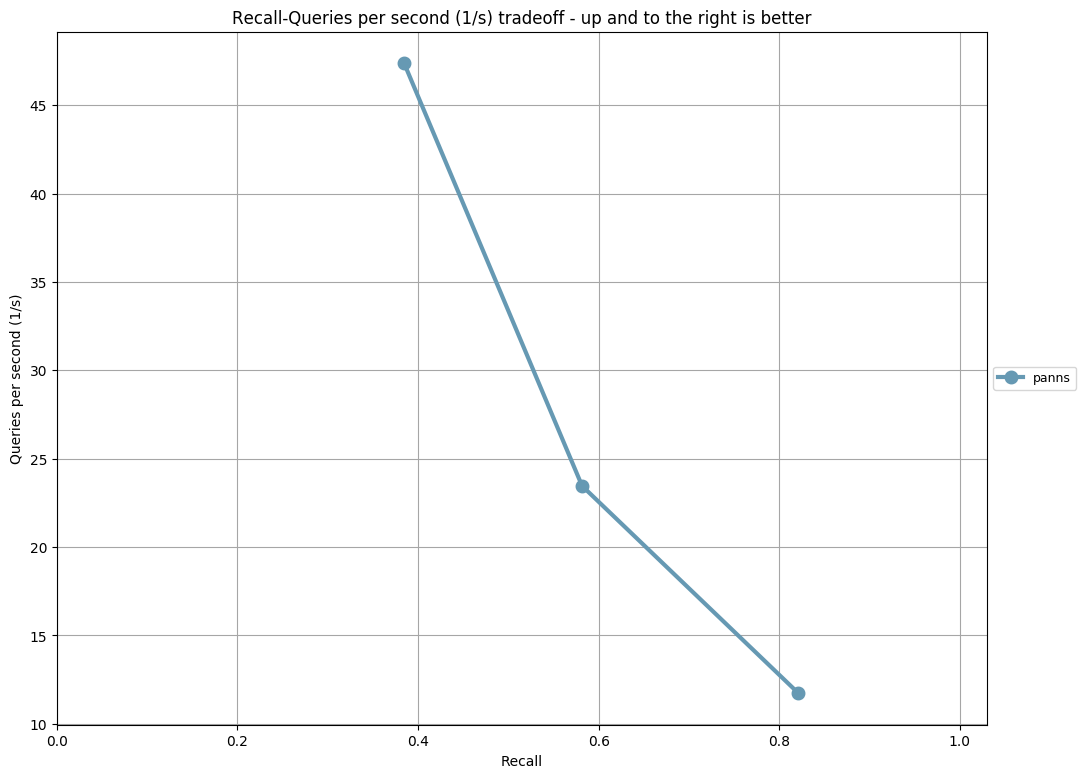 Recall-Queries per second (1/s) tradeoff - up and to the right is better
Queries per second (1/s)
45
40
35
30
25
20
15
10
0.0 0.2 0.4 0.6 0.8 1.0
Recall
panns